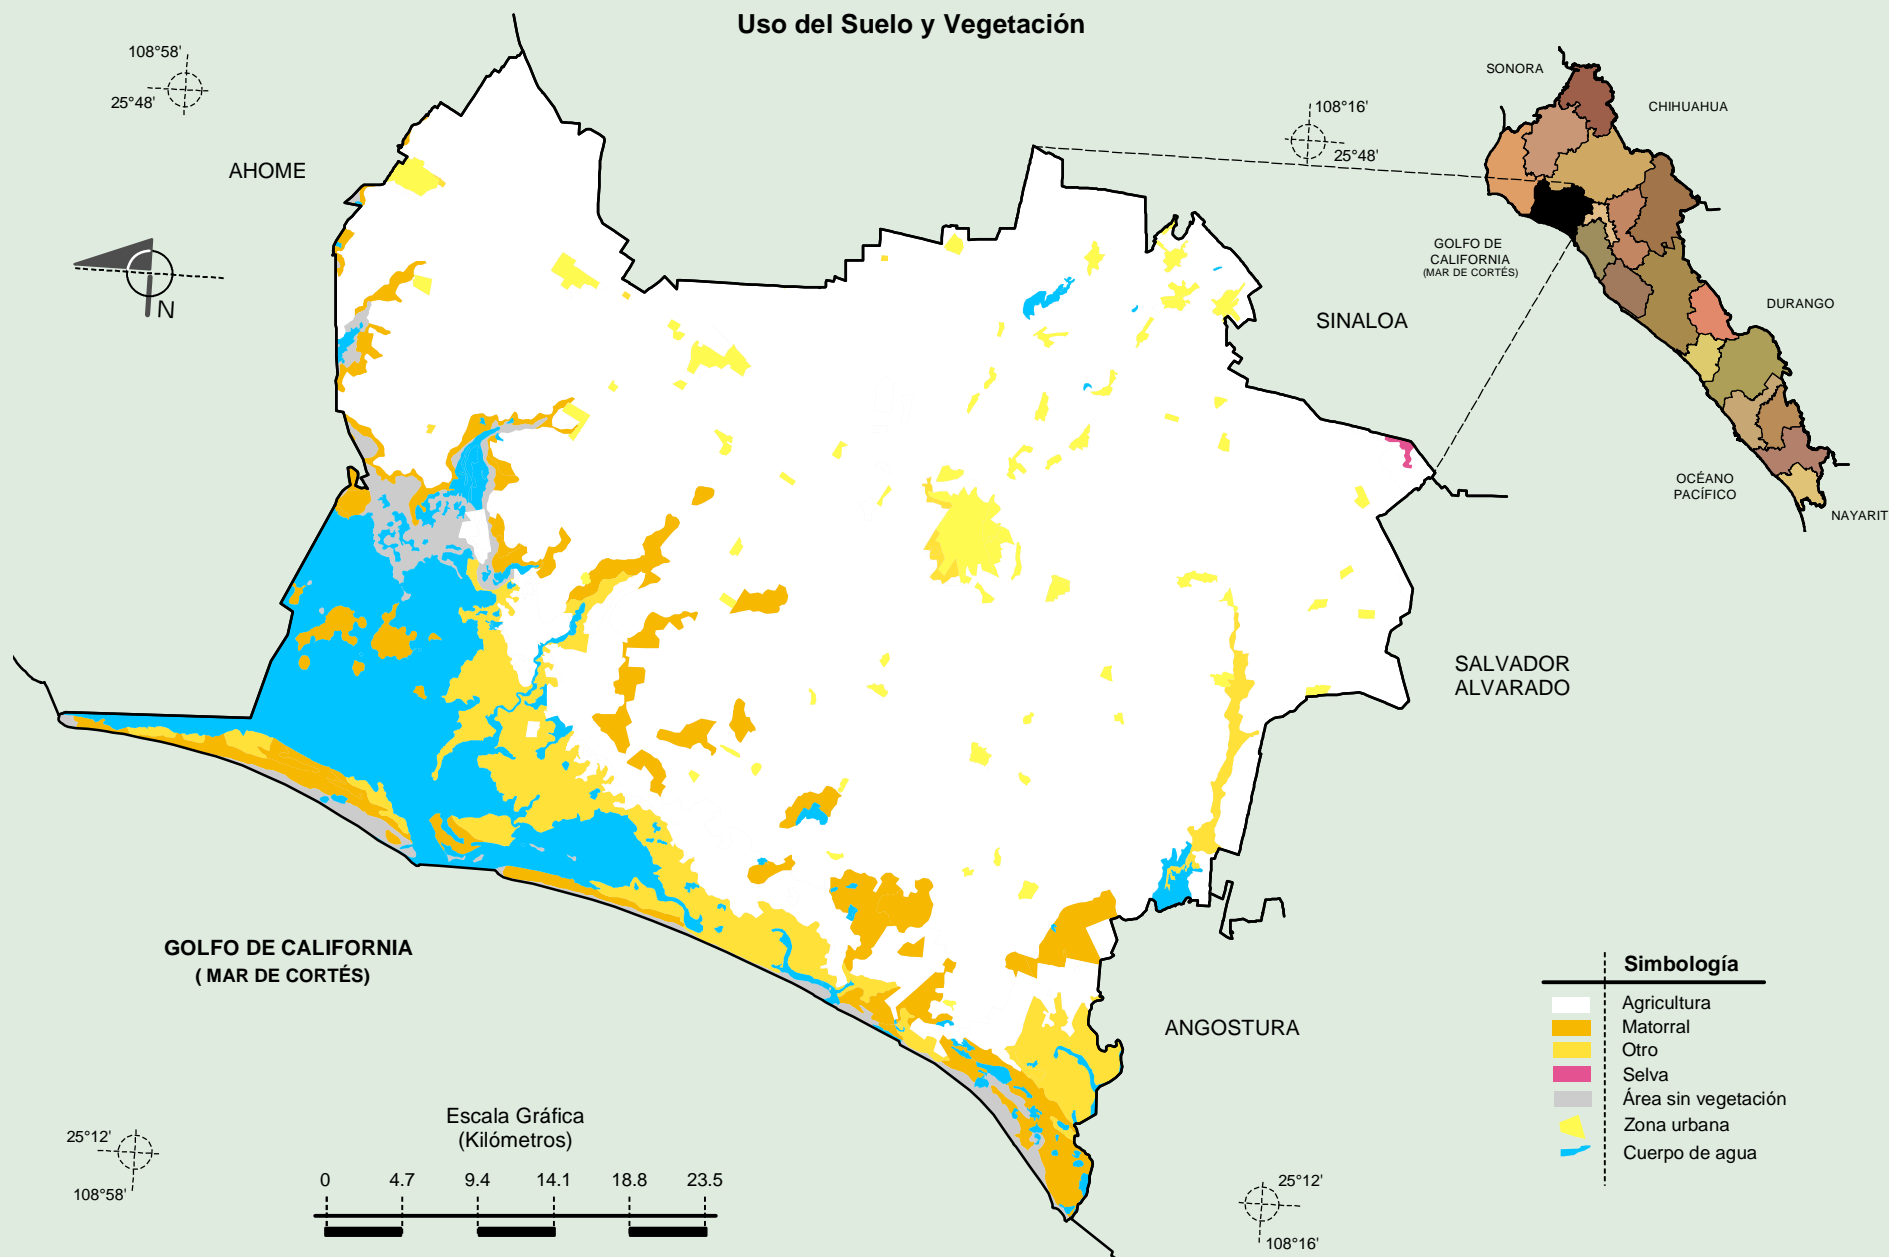 Uso del Suelo y Vegetación
108°58'
25°48'
AHOME
N
108°16'
25°48'
SONORA
CHIHUAHUA
GOLFO DE
CALIFORNIA
(MAR DE CORTÉS)
DURANGO
SINALOA
OCÉANO
PACÍFICO
NAYARIT
SALVADOR
ALVARADO
GOLFO DE CALIFORNIA
( MAR DE CORTÉS)
ANGOSTURA
Simbología
Agricultura
Matorral
Otro
Selva
Área sin vegetación
Zona urbana
Cuerpo de agua
Escala Gráfica
(Kilómetros)
0 4.7 9.4 14.1 18.8 23.5
25°12'
108°58'
25°12'
108°16'